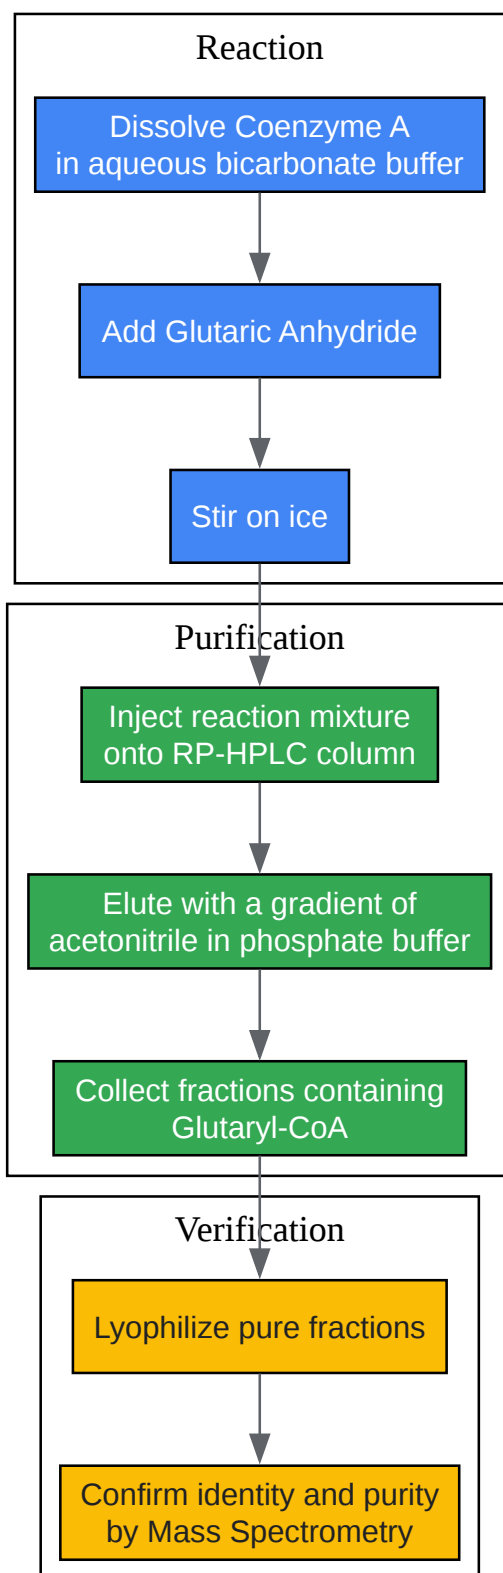 Reaction
Dissolve Coenzyme A
in aqueous bicarbonate buffer
Add Glutaric Anhydride
Stir on ice
Purification
Inject reaction mixture
onto RP-HPLC column
Elute with a gradient of
acetonitrile in phosphate buffer
Collect fractions containing
Glutaryl-CoA
Verification
Lyophilize pure fractions
Confirm identity and purity
by Mass Spectrometry